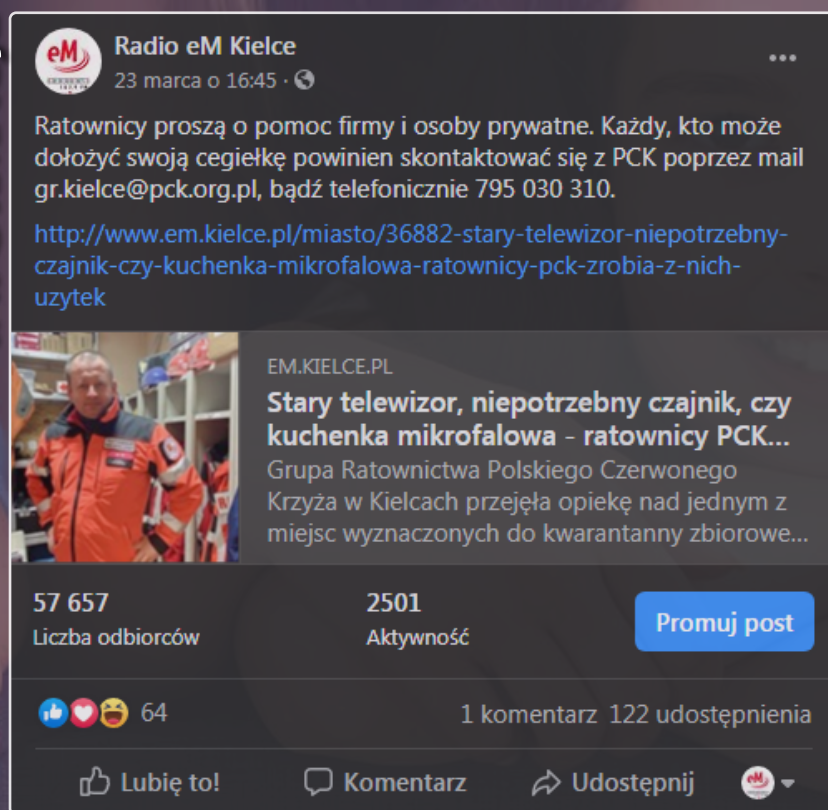 eM
Radio eM Kielce
23 marca o 16:45 ·
Ratownicy proszą o pomoc firmy i osoby prywatne. Każdy, kto może
dołożyć swoją cegiełkę powinien skontaktować się z PCK poprzez mail
gr.kielce@pck.org.pl, bądź telefonicznie 795 030 310.
http://www.em.kielce.pl/miasto/36882-stary-telewizor-niepotrzebny-
czajnik-czy-kuchenka-mikrofalowa-ratownicy-pck-zrobia-z-nich-
uzytek
EM.KIELCE.PL
Stary telewizor, niepotrzebny czajnik, czy
kuchenka mikrofalowa - ratownicy PCK...
Grupa Ratownictwa Polskiego Czerwonego
Krzyża w Kielcach przejęła opiekę nad jednym z
miejsc wyznaczonych do kwarantanny zbiorowe...
57 657 2501
Liczba odbiorców Aktywność Promuj post
64 1 komentarz 122 udostępnienia
Lubię to! Komentarz Udostępnij eM